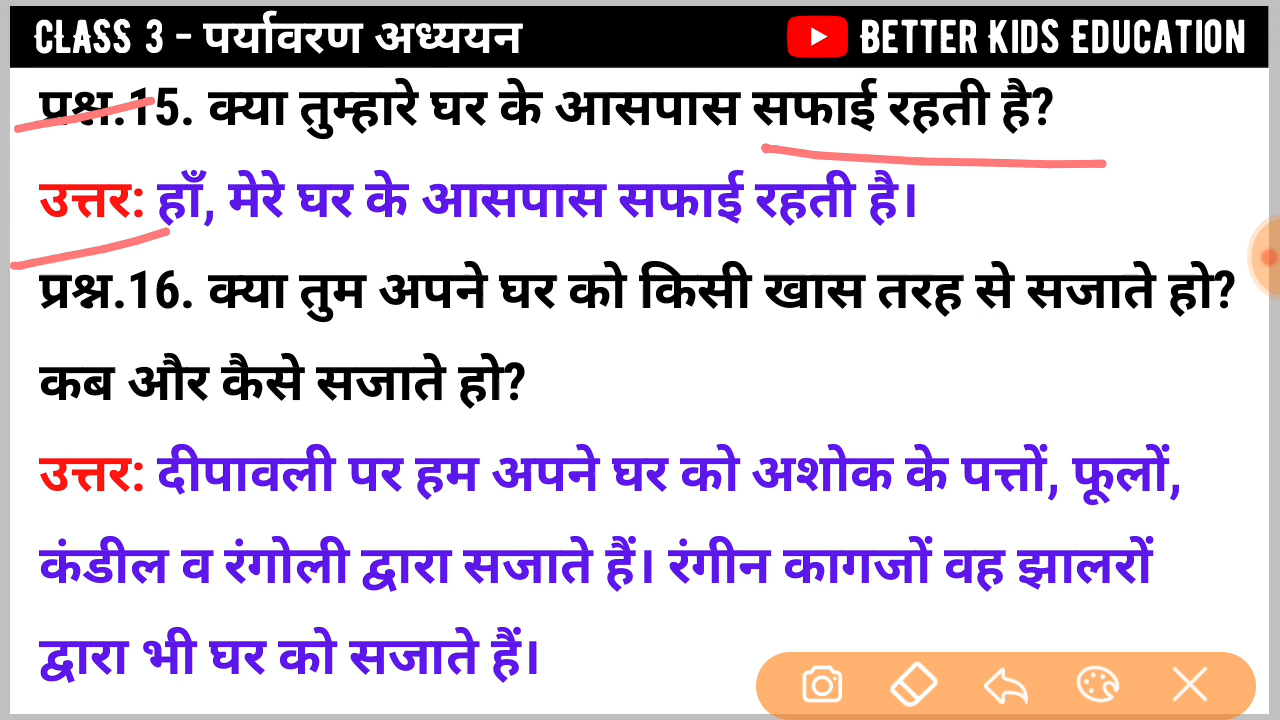 CLASS 3 - पर्यावरण अध्ययन
BETTER KIDS EDUCATION
प्रश्न.15. क्या तुम्हारे घर के आसपास सफाई रहती है?
उत्तर: हाँ, मेरे घर के आसपास सफाई रहती है।
प्रश्न.16. क्या तुम अपने घर को किसी खास तरह से सजाते हो?
कब और कैसे सजाते हो?
उत्तर: दीपावली पर हम अपने घर को अशोक के पत्तों, फूलों,
कंडील व रंगोली द्वारा सजाते हैं। रंगीन कागजों वह झालरों
द्वारा भी घर को सजाते हैं।